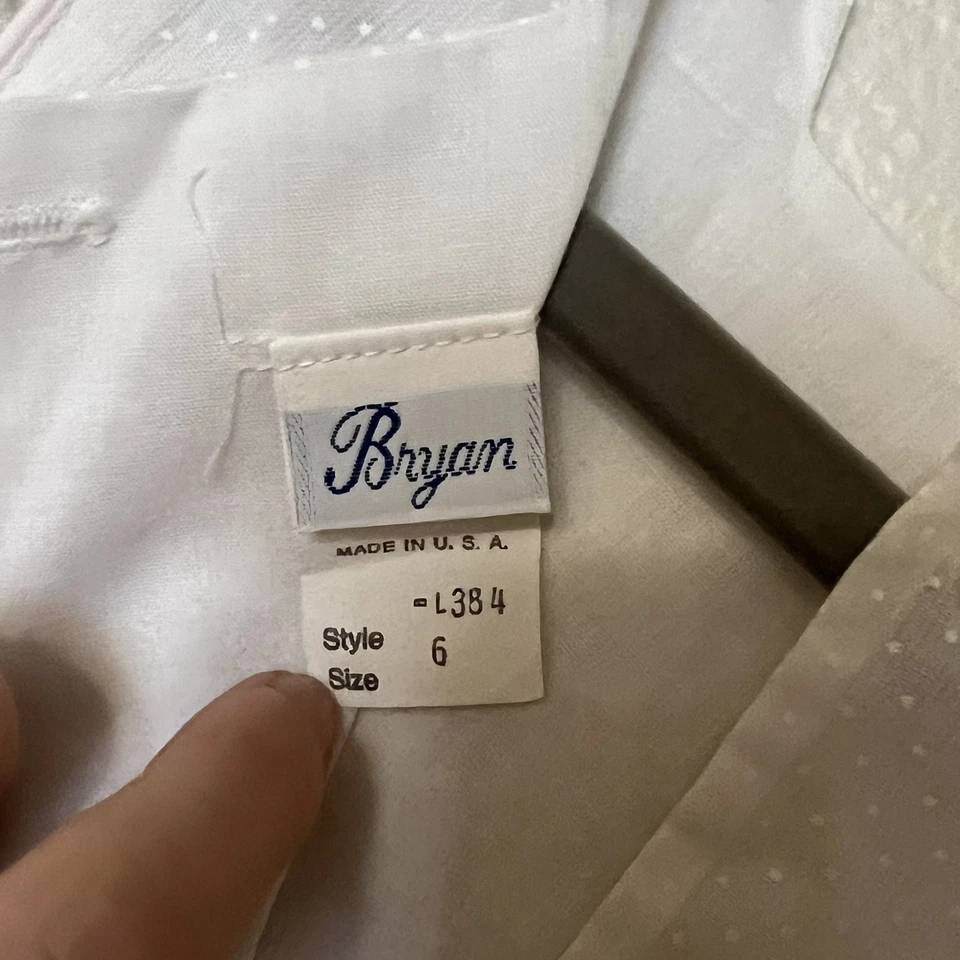 Bryan
MADE IN U. S. A.
-L384
Style 6
Size